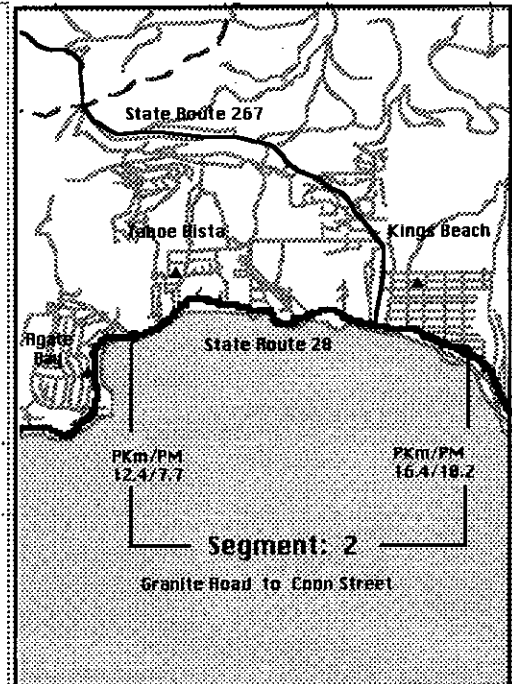 State Route 267
Tahoe Vista
Kings Beach
Agate
Bay
State Route 28
PKm/PM
12.4/7.7
PKm/PM
16.4/10.2
Segment: 2
Granite Road to Coon Street